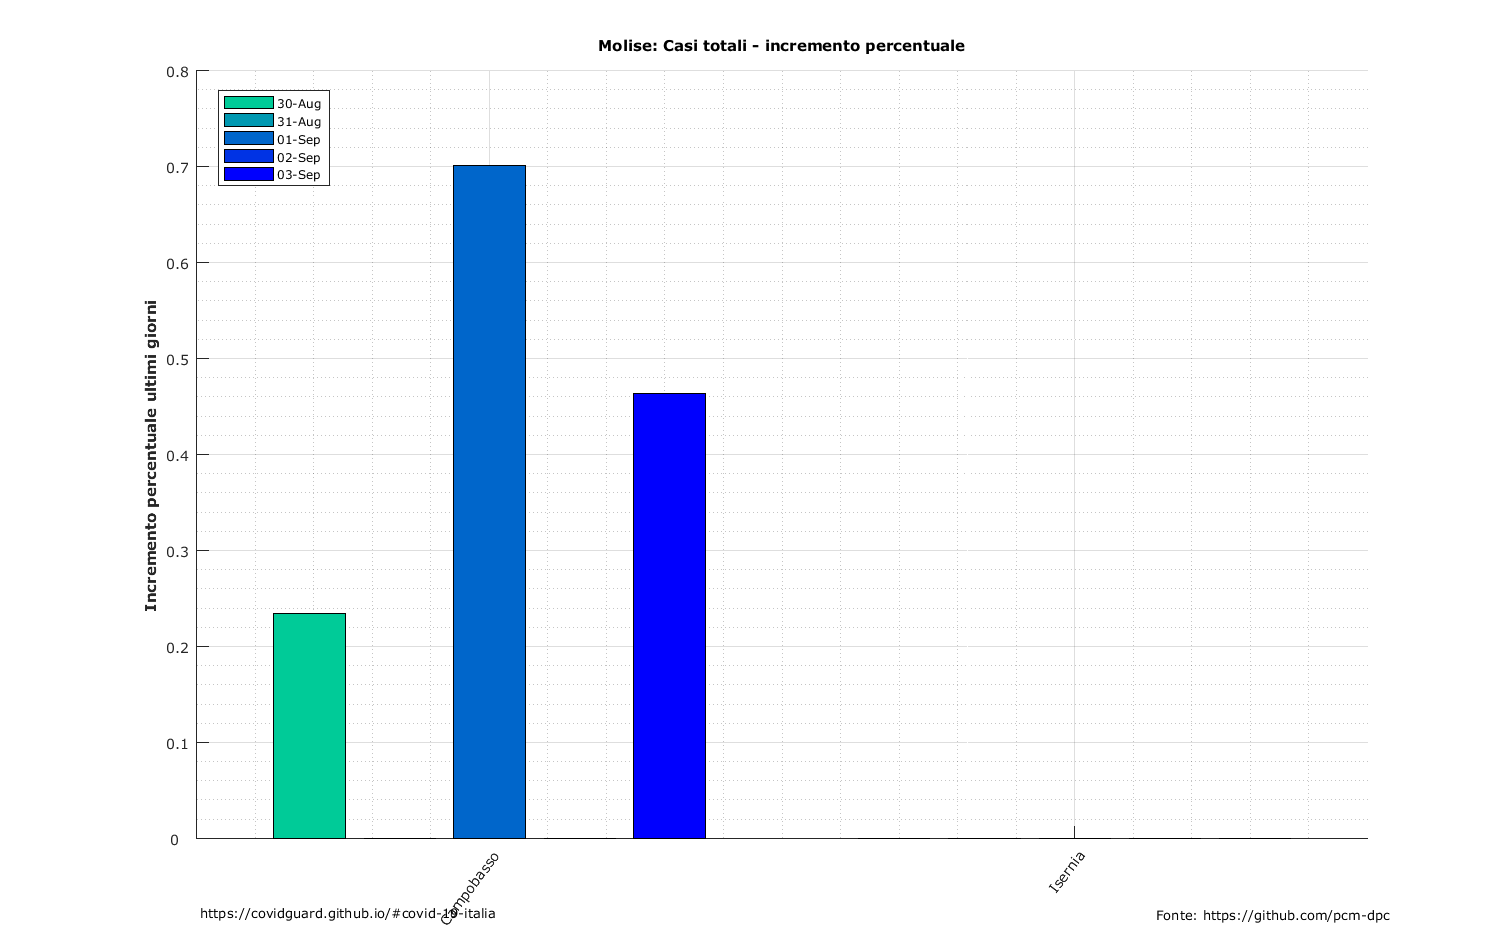 Molise: Casi totali - incremento percentuale
Incremento percentuale ultimi giorni
0.8
0.7
0.6
0.5
0.4
0.3
0.2
0.1
0
30-Aug
31-Aug
01-Sep
02-Sep
03-Sep
Campobasso
Isernia
https://covidguard.github.io/#covid-19-italia
Fonte: https://github.com/pcm-dpc